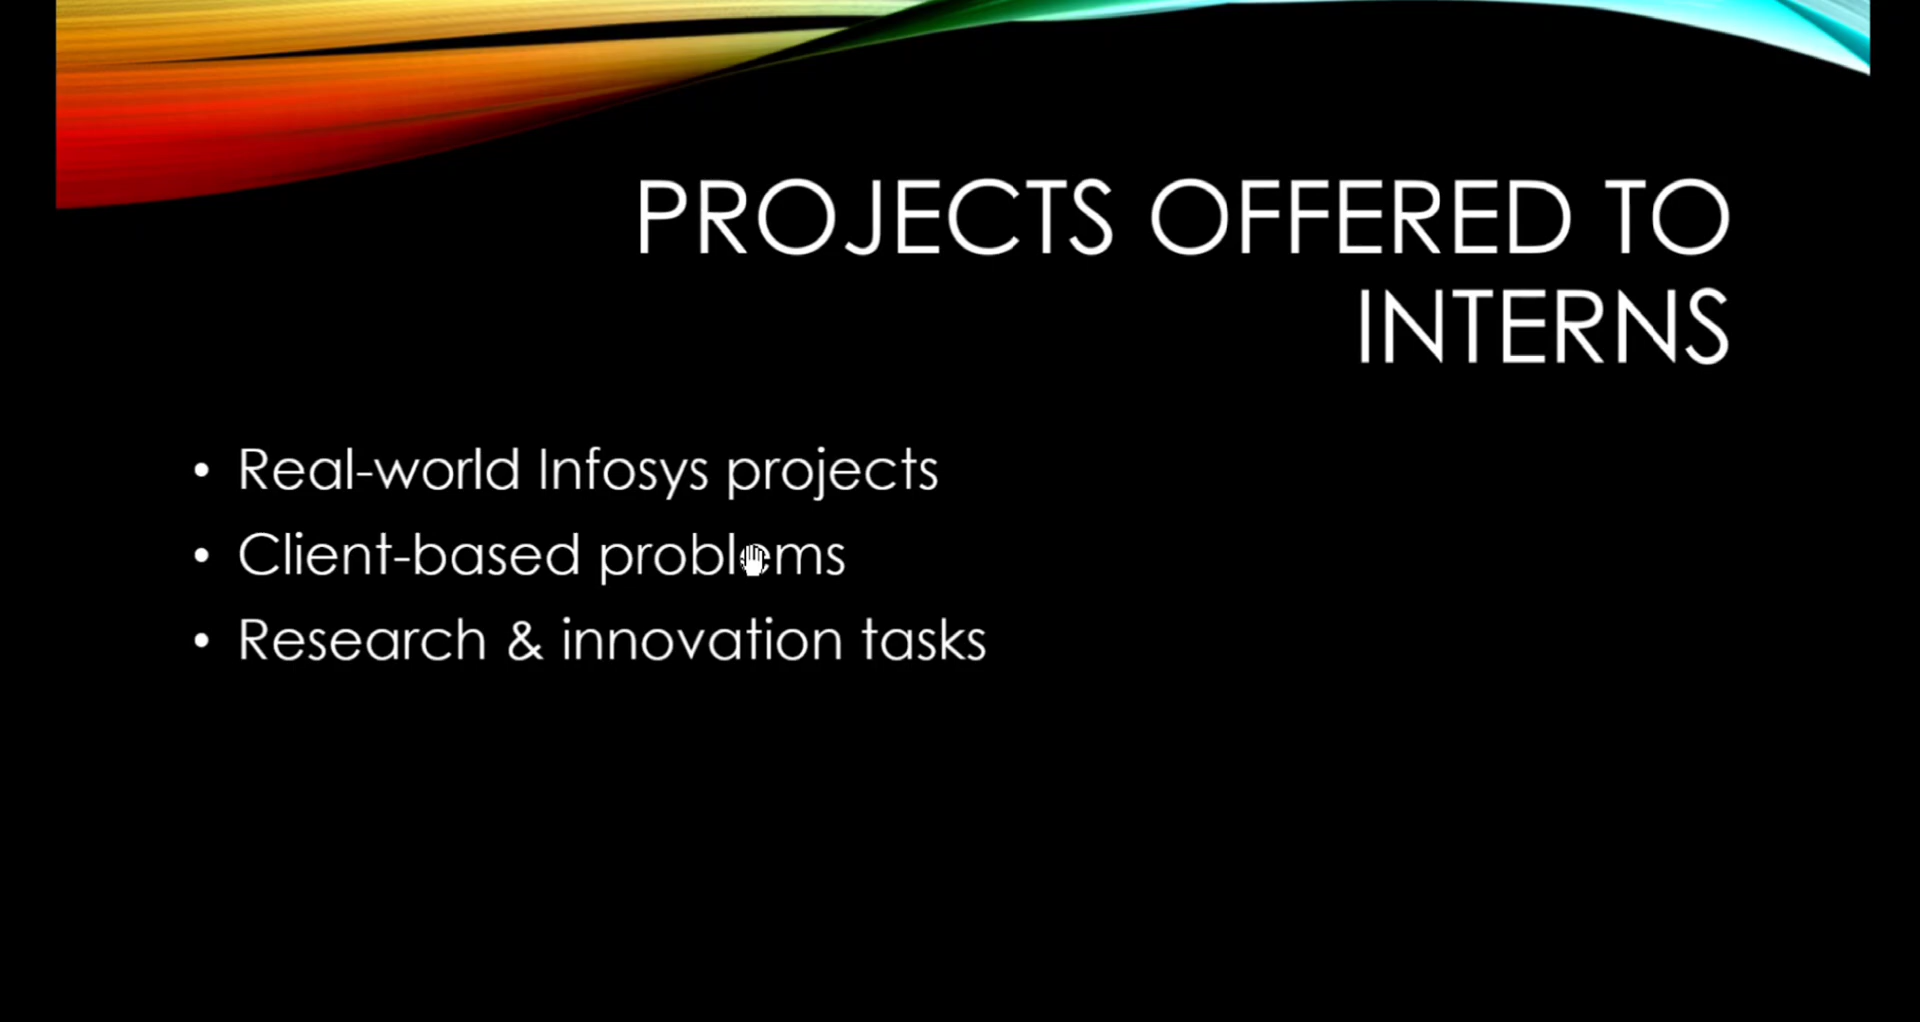 PROJECTS OFFERED TO
INTERNS
• Real-world Infosys projects
• Client-based problems
• Research & innovation tasks